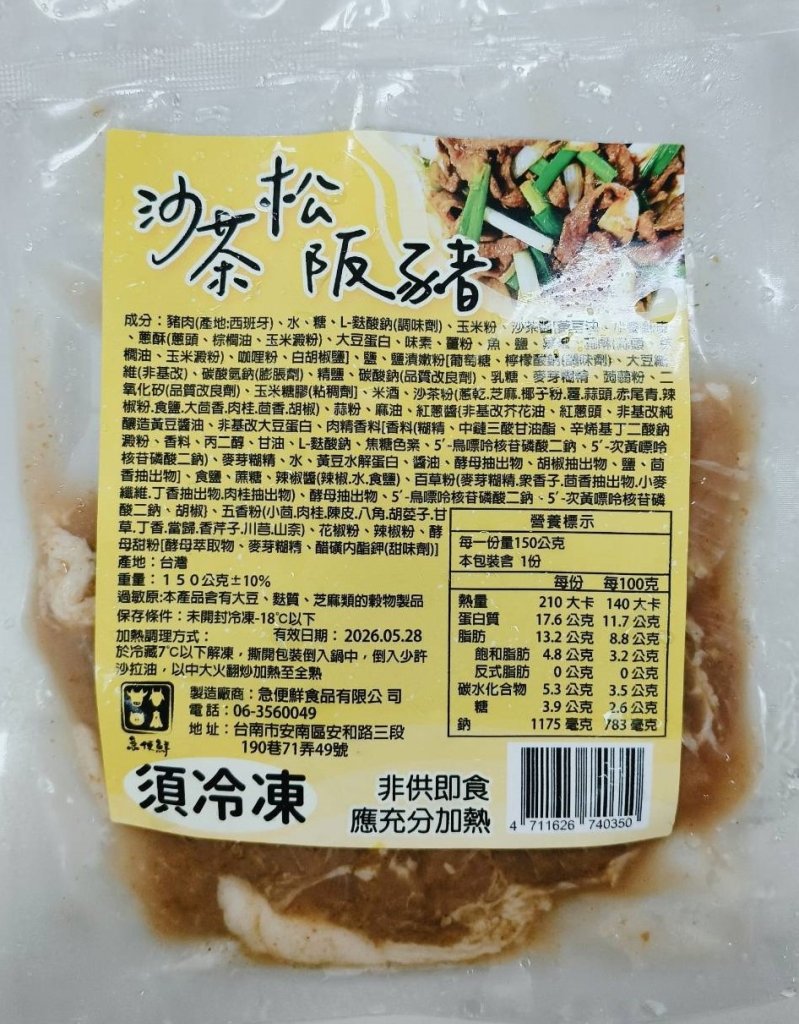 沙茶松阪豬
成分：豬肉(產地:西班牙)、水、糖、L-麩酸鈉(調味劑)、玉米粉、沙茶醬[黃豆油、
、蔥酥(蔥頭、棕櫚油、玉米澱粉)、大豆蛋白、味素、薑粉、魚、鹽、
櫚油、玉米澱粉)、咖哩粉、白胡椒鹽]、鹽、鹽漬嫩粉[葡萄糖、檸檬酸鈉(調味劑)、大豆纖
維(非基改)、碳酸氫鈉(膨脹劑)、精鹽、碳酸鈉(品質改良劑)、乳糖、麥芽糊精、蒟蒻粉、二
氧化矽(品質改良劑)、玉米糖膠(粘稠劑]、米酒、沙茶粉(蔥乾.芝麻.椰子粉.薑.蒜頭.赤尾青.辣
椒粉.食鹽.大茴香.肉桂.茴香.胡椒)、蒜粉、麻油、紅蔥醬(非基改芥花油、紅蔥頭、非基改純
釀造黃豆醬油、非基改大豆蛋白、肉精香料[香料(糊精、中鏈三酸甘油酯、辛烯基丁二酸鈉
澱粉、香料、丙二醇、甘油、L-麩酸鈉、焦糖色素、5´-鳥嘌呤核苷磷酸二鈉、5´-次黃嘌呤
核苷磷酸二鈉)、麥芽糊精、水、黃豆水解蛋白、醬油、酵母抽出物、胡椒抽出物、鹽、茴
香抽出物]、食鹽、蔗糖、辣椒醬(辣椒.水.食鹽)、百草粉(麥芽糊精.眾香子.茴香抽出物.小麥
纖維.丁香抽出物.肉桂抽出物)、酵母抽出物、5´-鳥嘌呤核苷磷酸二鈉、5´-次黃嘌呤核苷磷
酸二鈉、胡椒)、五香粉(小茴.肉桂.陳皮.八角.胡荽子.甘
草.丁香.當歸.香芹子.川芎.山奈)、花椒粉、辣椒粉、酵
母甜粉[酵母萃取物、麥芽糊精、醋磺內酯鉀(甜味劑)]
產地：台灣
重量：１５０公克±10%
過敏原:本產品含有大豆、麩質、芝麻類的穀物製品
保存條件：未開封冷凍-18℃以下
加熱調理方式： 有效日期：2026.05.28
於冷藏7℃以下解凍，撕開包裝倒入鍋中，倒入少許
沙拉油，以中大火翻炒加熱至全熟
營養標示
每一份量150公克
本包裝含 1份
每份 每100克
熱量 210 大卡 140 大卡
蛋白質 17.6 公克 11.7 公克
脂肪 13.2 公克 8.8 公克
飽和脂肪 4.8 公克 3.2 公克
反式脂肪 0 公克 0 公克
碳水化合物 5.3 公克 3.5 公克
糖 3.9 公克 2.6 公克
鈉 1175 毫克 783 毫克
急便鮮
製造廠商：急便鮮食品有限公 司
電話：06-3560049
地址：台南市安南區安和路三段
190巷71弄49號
須冷凍
非供即食
應充分加熱
4 711626 740350